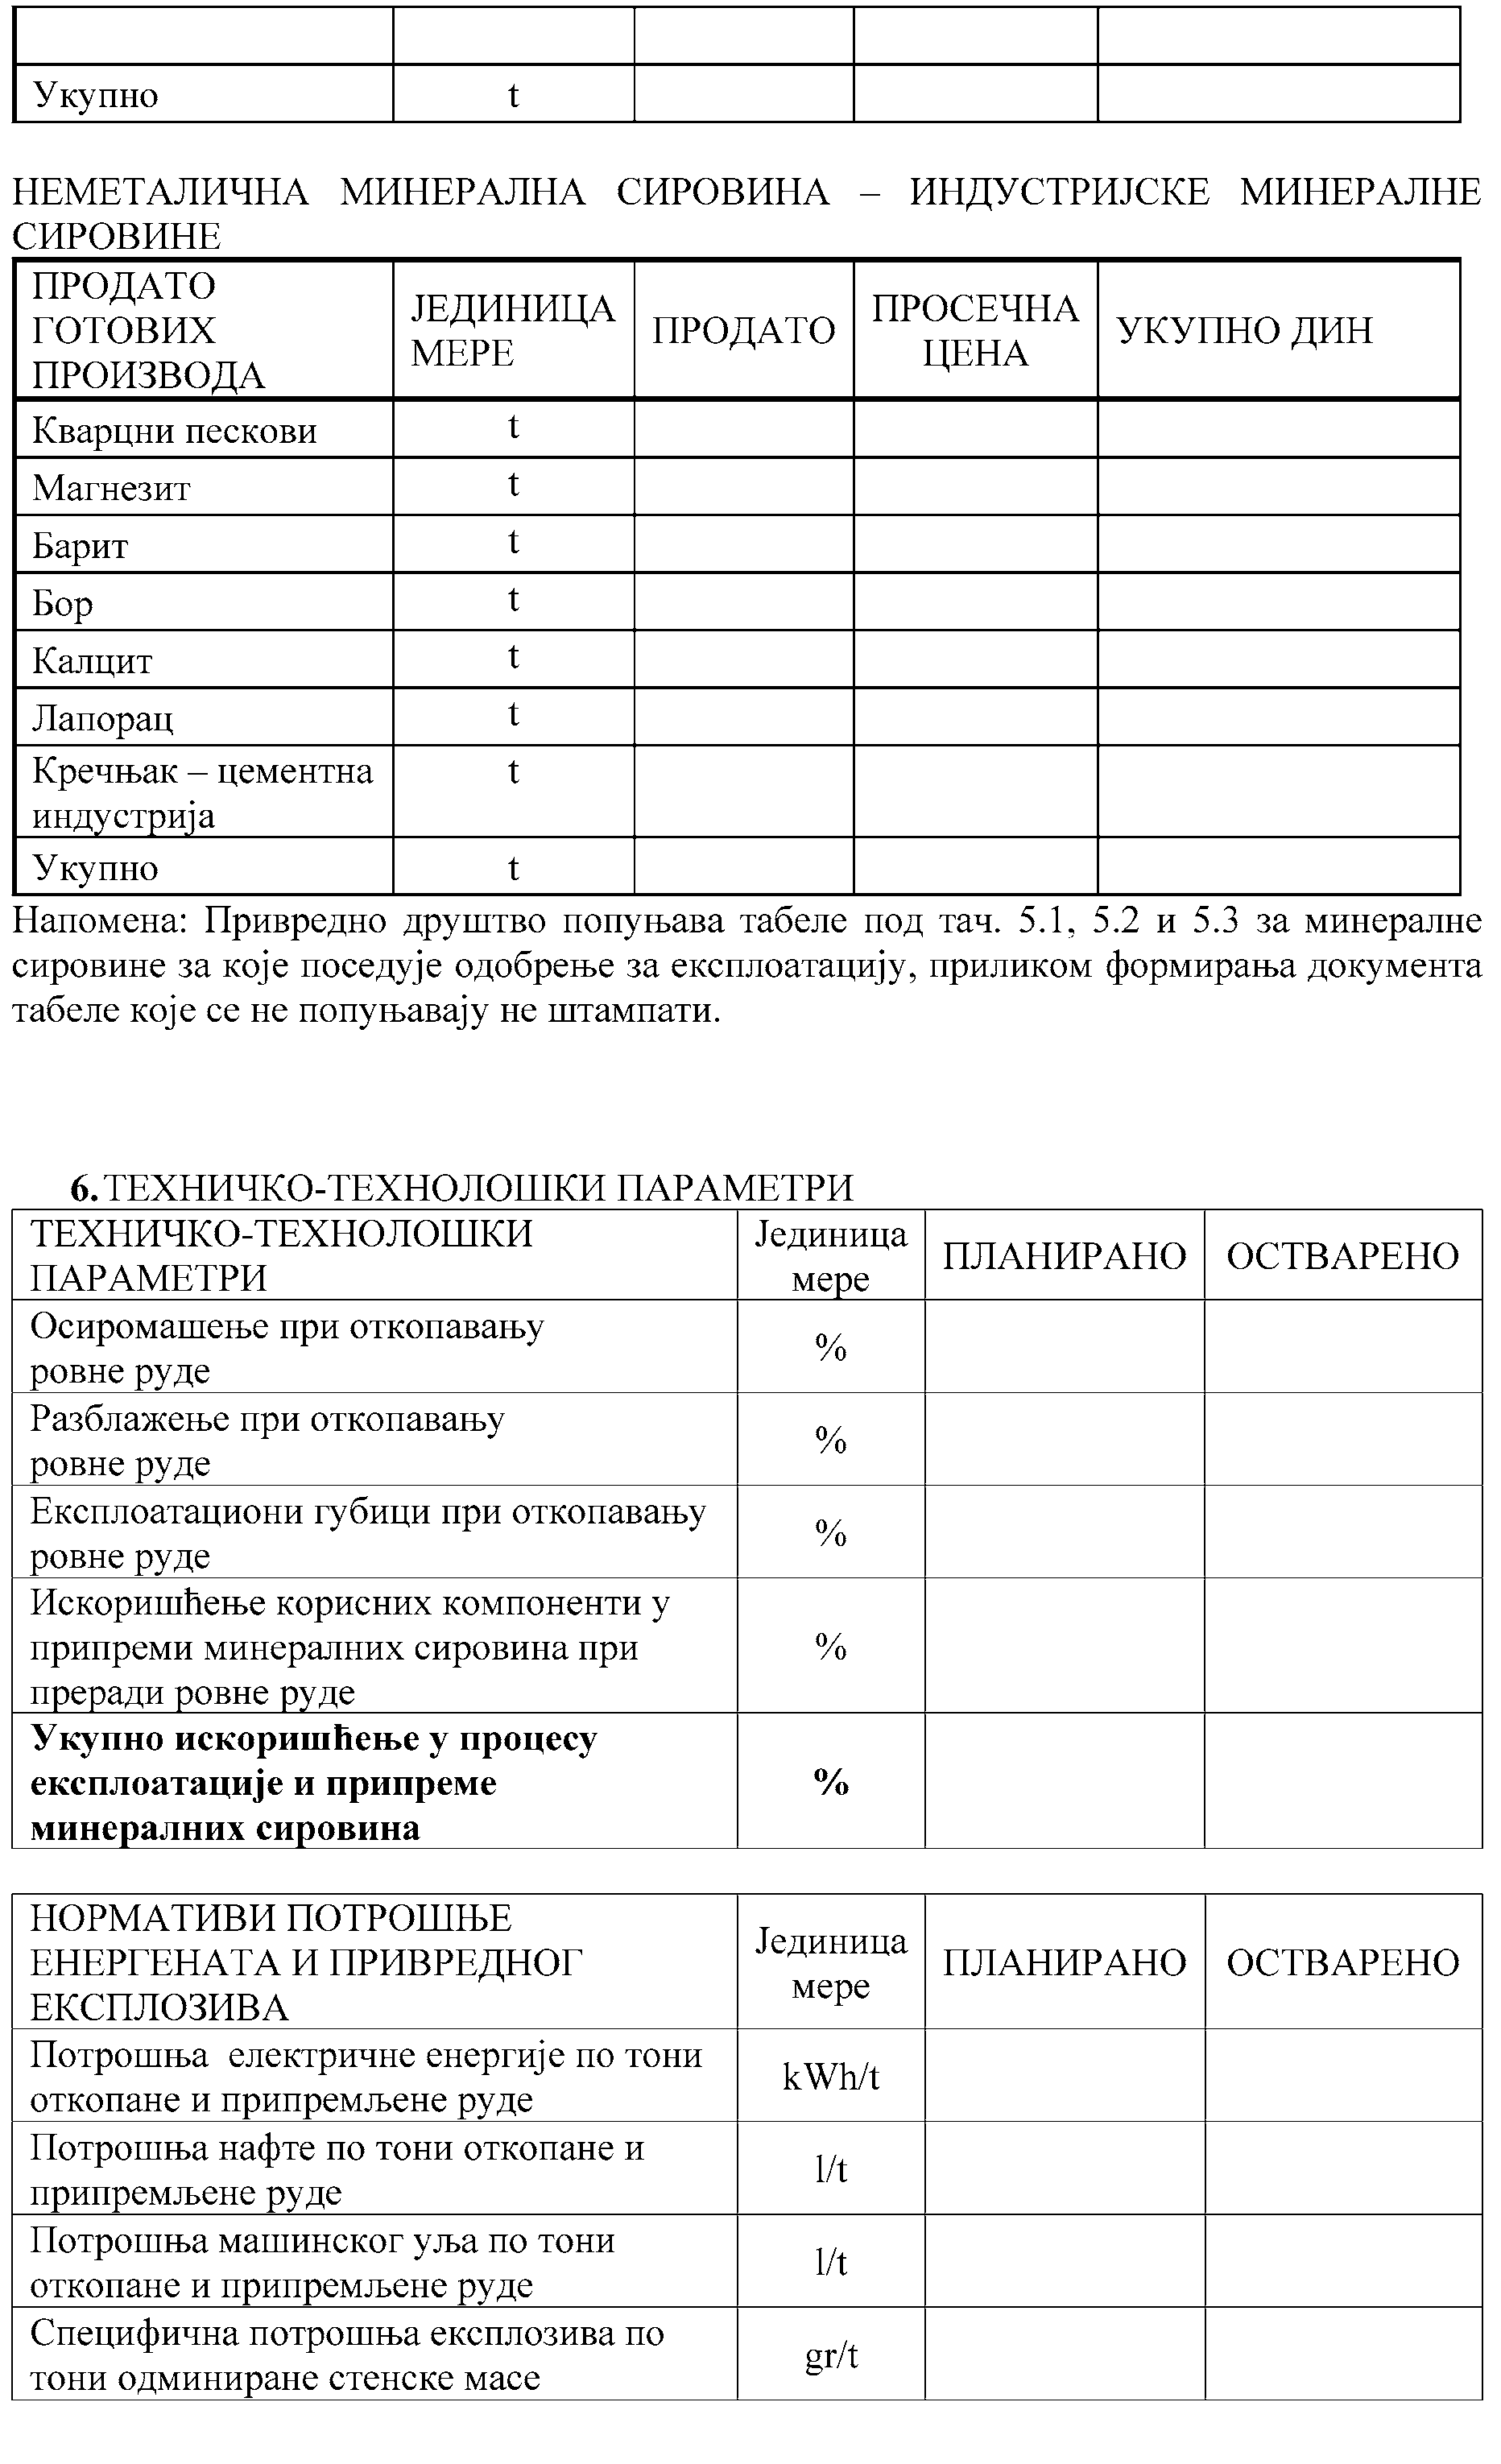 Укупно t
НЕМЕТАЛИЧНА МИНЕРАЛНА СИРОВИНА – ИНДУСТРИЈСКЕ МИНЕРАЛНЕ
СИРОВИНЕ
ПРОДАТО
ГОТОВИХ
ПРОИЗВОДА
ЈЕДИНИЦА
МЕРЕ
ПРОДАТО
ПРОСЕЧНА
ЦЕНА
УКУПНО ДИН
Кварцни пескови t
Магнезит t
Барит t
Бор t
Калцит t
Лапорац t
Кречњак – цементна t
индустрија
Укупно t
Напомена: Привредно друштво попуњава табеле под тач. 5.1, 5.2 и 5.3 за минералне
сировине за које поседује одобрење за експлоатацију, приликом формирања документа
табеле које се не попуњавају не штампати.
6. ТЕХНИЧКО-ТЕХНОЛОШКИ ПАРАМЕТРИ
ТЕХНИЧКО-ТЕХНОЛОШКИ
ПАРАМЕТРИ
Јединица
мере
ПЛАНИРАНО
ОСТВАРЕНО
Осиромашење при откопавању
ровне руде
%
Разблажење при откопавању
ровне руде
%
Експлоатациони губици при откопавању
ровне руде
%
Искоришћење корисних компоненти у
припреми минералних сировина при
преради ровне руде
%
Укупно искоришћење у процесу
експлоатације и припреме
минералних сировина
%
НОРМАТИВИ ПОТРОШЊЕ
ЕНЕРГЕНАТА И ПРИВРЕДНОГ
ЕКСПЛОЗИВА
Јединица
мере
ПЛАНИРАНО
ОСТВАРЕНО
Потрошња електричне енергије по тони
откопане и припремљене руде
kWh/t
Потрошња нафте по тони откопане и
припремљене руде
l/t
Потрошња машинског уља по тони
откопане и припремљене руде
l/t
Специфична потрошња експлозива по
тони одминиране стенске масе
gr/t